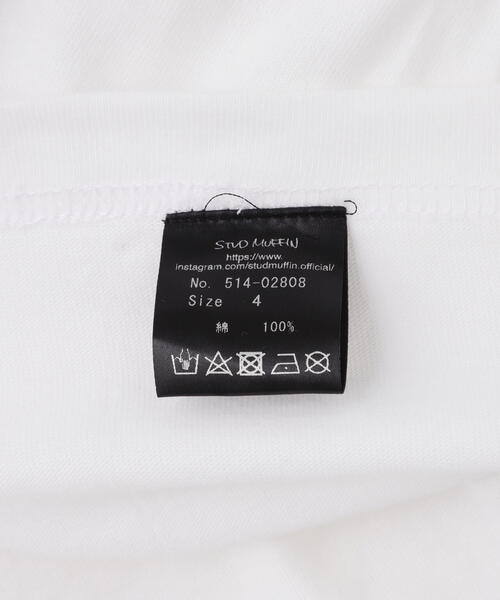 STUD MUFFIN
https://www.
instagram.com/studmuffin.official/
No. 514-02808
Size 4
綿 100%